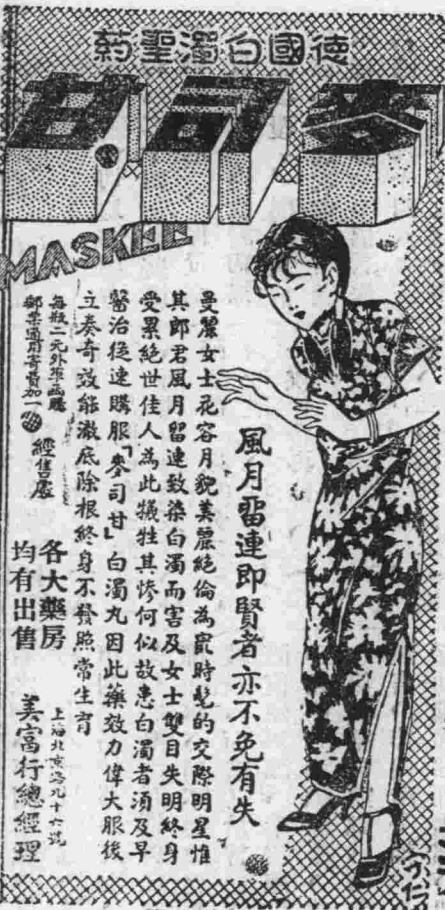 德國白濁聖药
麥司甘
MASKEE
風月留連即賢者亦不免有失
曼麗女士花容月貌美麗絕倫為最時髦的交際明星惟
其郎君風月留連致染白濁而害及女士雙目失明終身
受累絕世佳人為此犧牲其慘何似故患白濁者須及早
醫治從速購服「麥司甘」白濁丸因此藥效力偉大服後
立奏奇效能澈底除根終身不發照常生育
每瓶二元外埠函購
郵票通用寄費加一
經售處
各大藥房
均有出售
上海北京路九十六號
美富行總經理